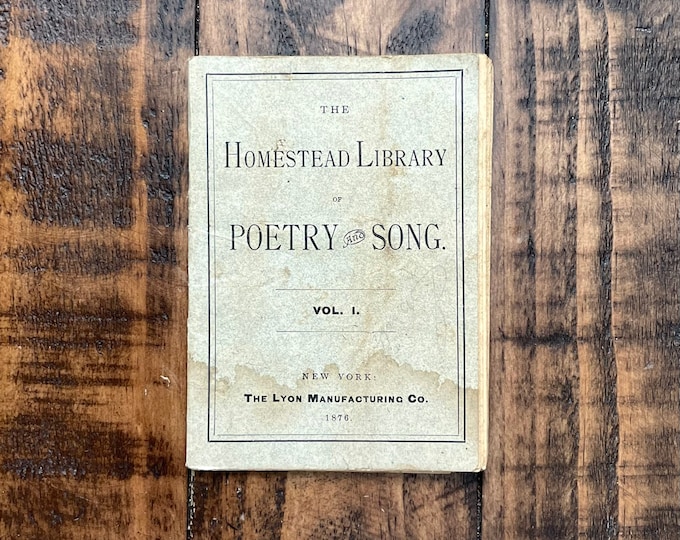 THE
HOMESTEAD LIBRARY
OF
POETRY And SONG.
VOL. I.
NEW YORK:
THE LYON MANUFACTURING CO.
1876.